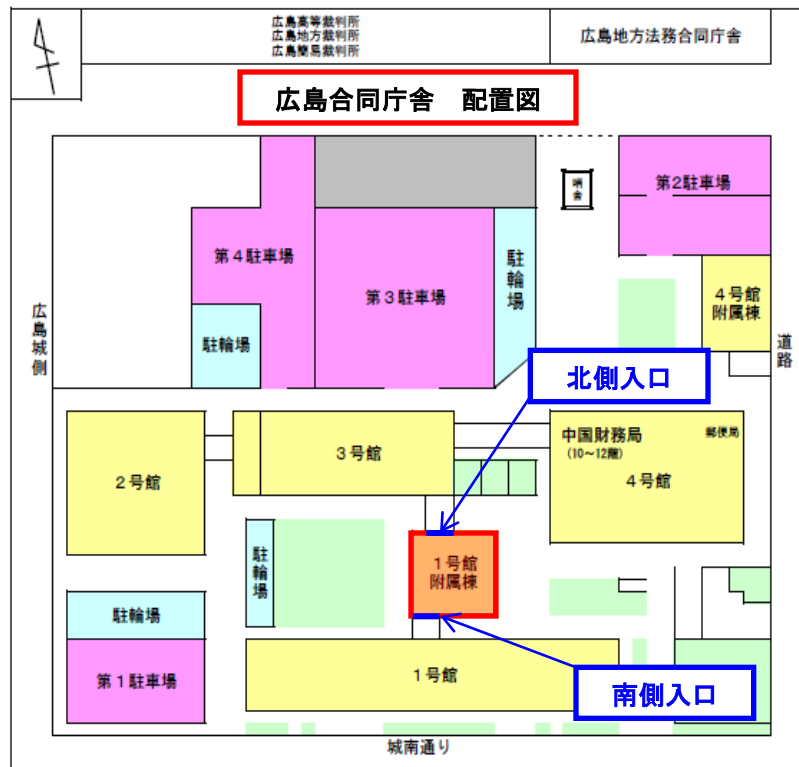 広島高等裁判所
広島地方裁判所
広島簡易裁判所
広島地方法務合同庁舎
広島合同庁舎　配置図
哨舎
第2駐車場
第４駐車場
第３駐車場
駐輪場
４号館
附属棟
広島城側
駐輪場
道路
北側入口
２号館
３号館
中国財務局
(10～12階)
郵便局
４号館
駐輪場
１号館
附属棟
駐輪場
第１駐車場
１号館
南側入口
城南通り